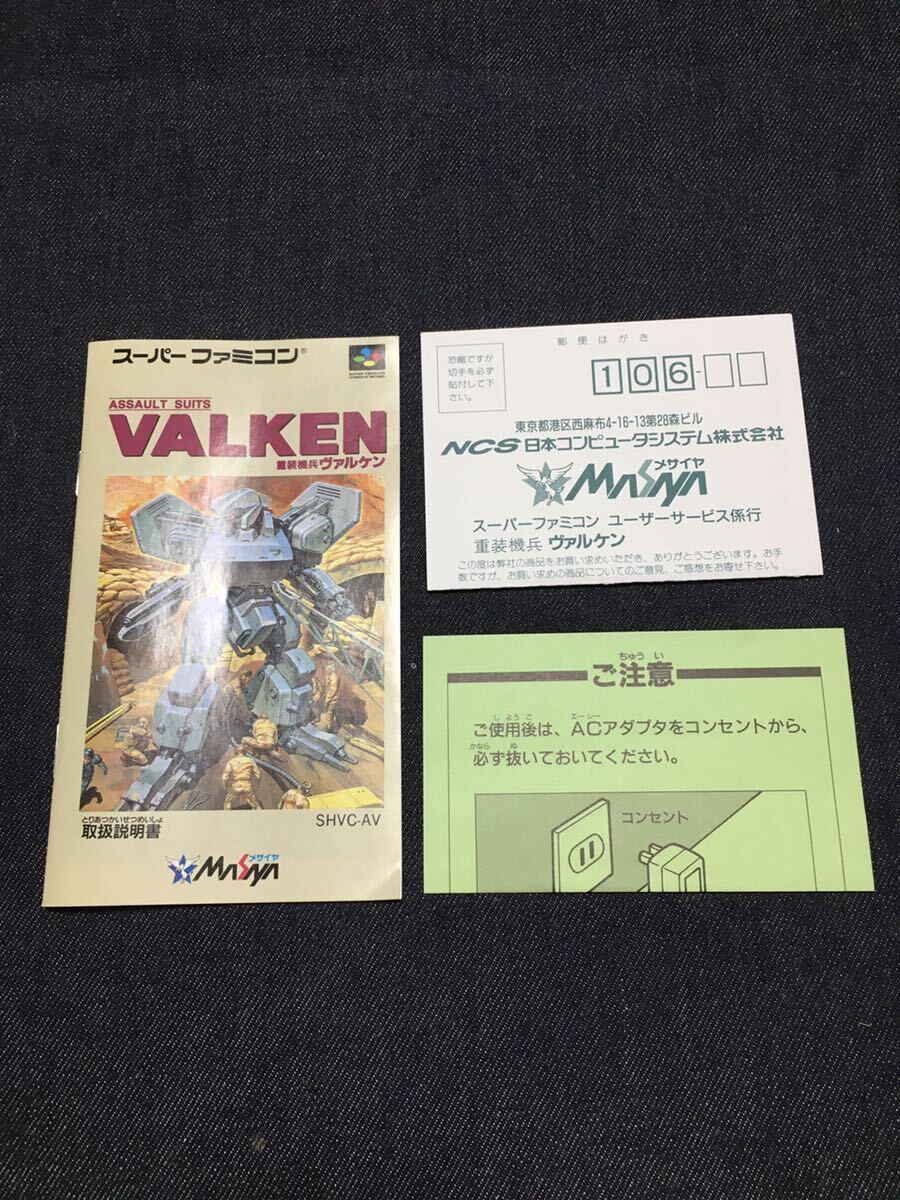 スーパーファミコン®
SUPER FAMICOM
ASSAULT SUITS
VALKEN
重装機兵ヴァルケン
とりあつかいせつめいしょ
取扱説明書
SHVC-AV
メサイヤ
MASAYA
郵便はがき
恐縮ですが
切手を必ず
貼付して下
さい。
106-
東京都港区西麻布4-16-13第28森ビル
NCS 日本コンピュータシステム株式会社
メサイヤ
MASAYA
スーパーファミコン ユーザーサービス係行
重装機兵 ヴァルケン
この度は弊社の商品をお買い求めいただき、ありがとうございます。お手
数ですが、お買い求めの商品についてのご意見、ご感想をお寄せ下さい。
ちゅうい
ご注意
しようご エーシー
ご使用後は、ACアダプタをコンセントから、
かなら ぬ
必ず抜いておいてください。
コンセント